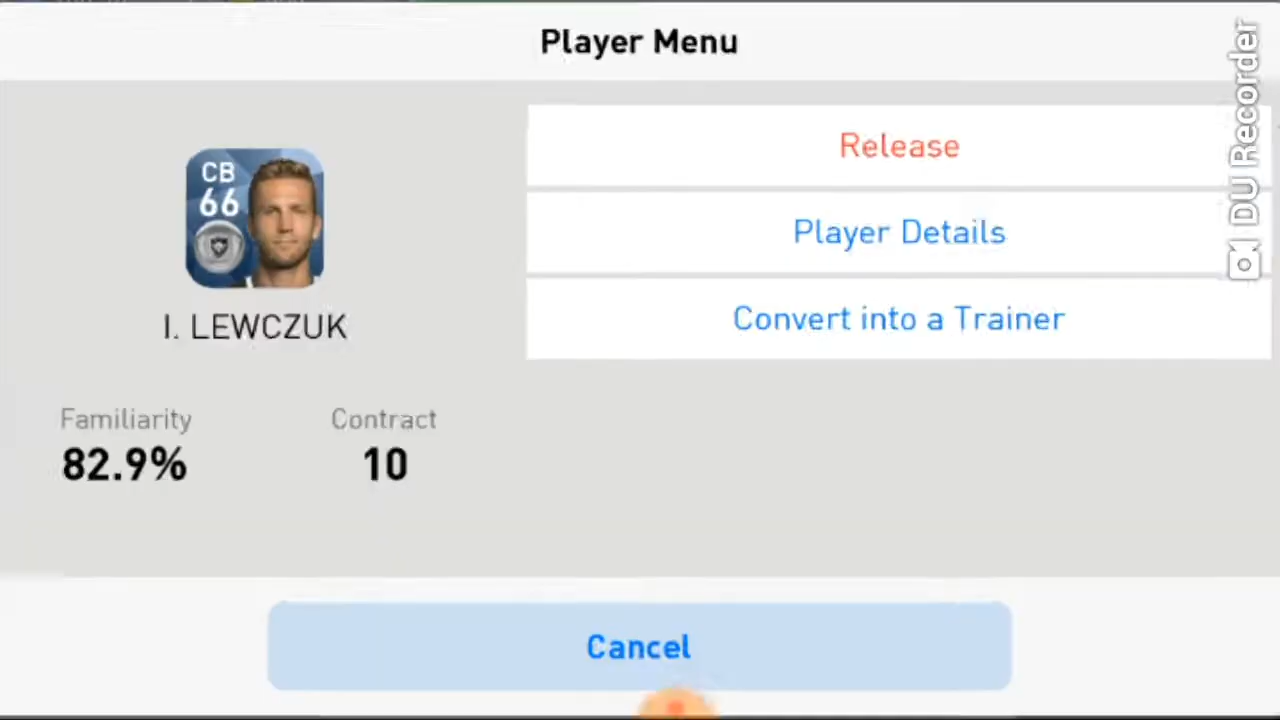 Player Menu
DU Recorder
Release
CB
66
Player Details
I. LEWCZUK
Convert into a Trainer
Familiarity
Contract
82.9%
10
Cancel